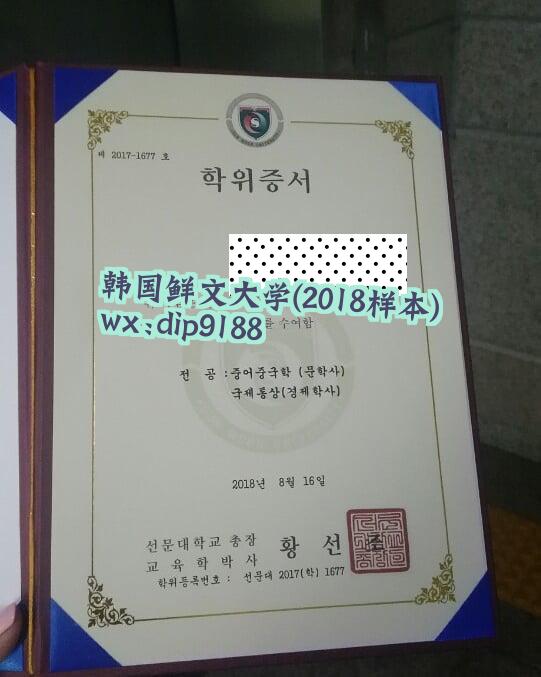 제 2017-1677 호
학위증서
韩国鲜文大学(2018样本)
wx:dip9188
를 수여함
전 공 : 중어중국학 (문학사)
국제통상(경제학사)
2018년 8월 16일
선문대학교총장
교육학박사
황 선
학위등록번호 : 선문대 2017(학) 1677